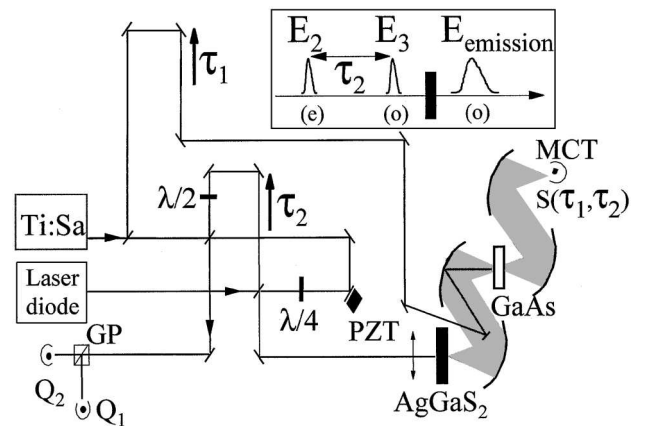 E₂ E₃ E_emission
τ₂
(e) (o) (o)
τ₁
MCT
S(τ₁,τ₂)
λ/2
τ₂
Ti:Sa
Laser
diode
λ/4
GaAs
PZT
GP
Q₂
Q₁
AgGaS₂